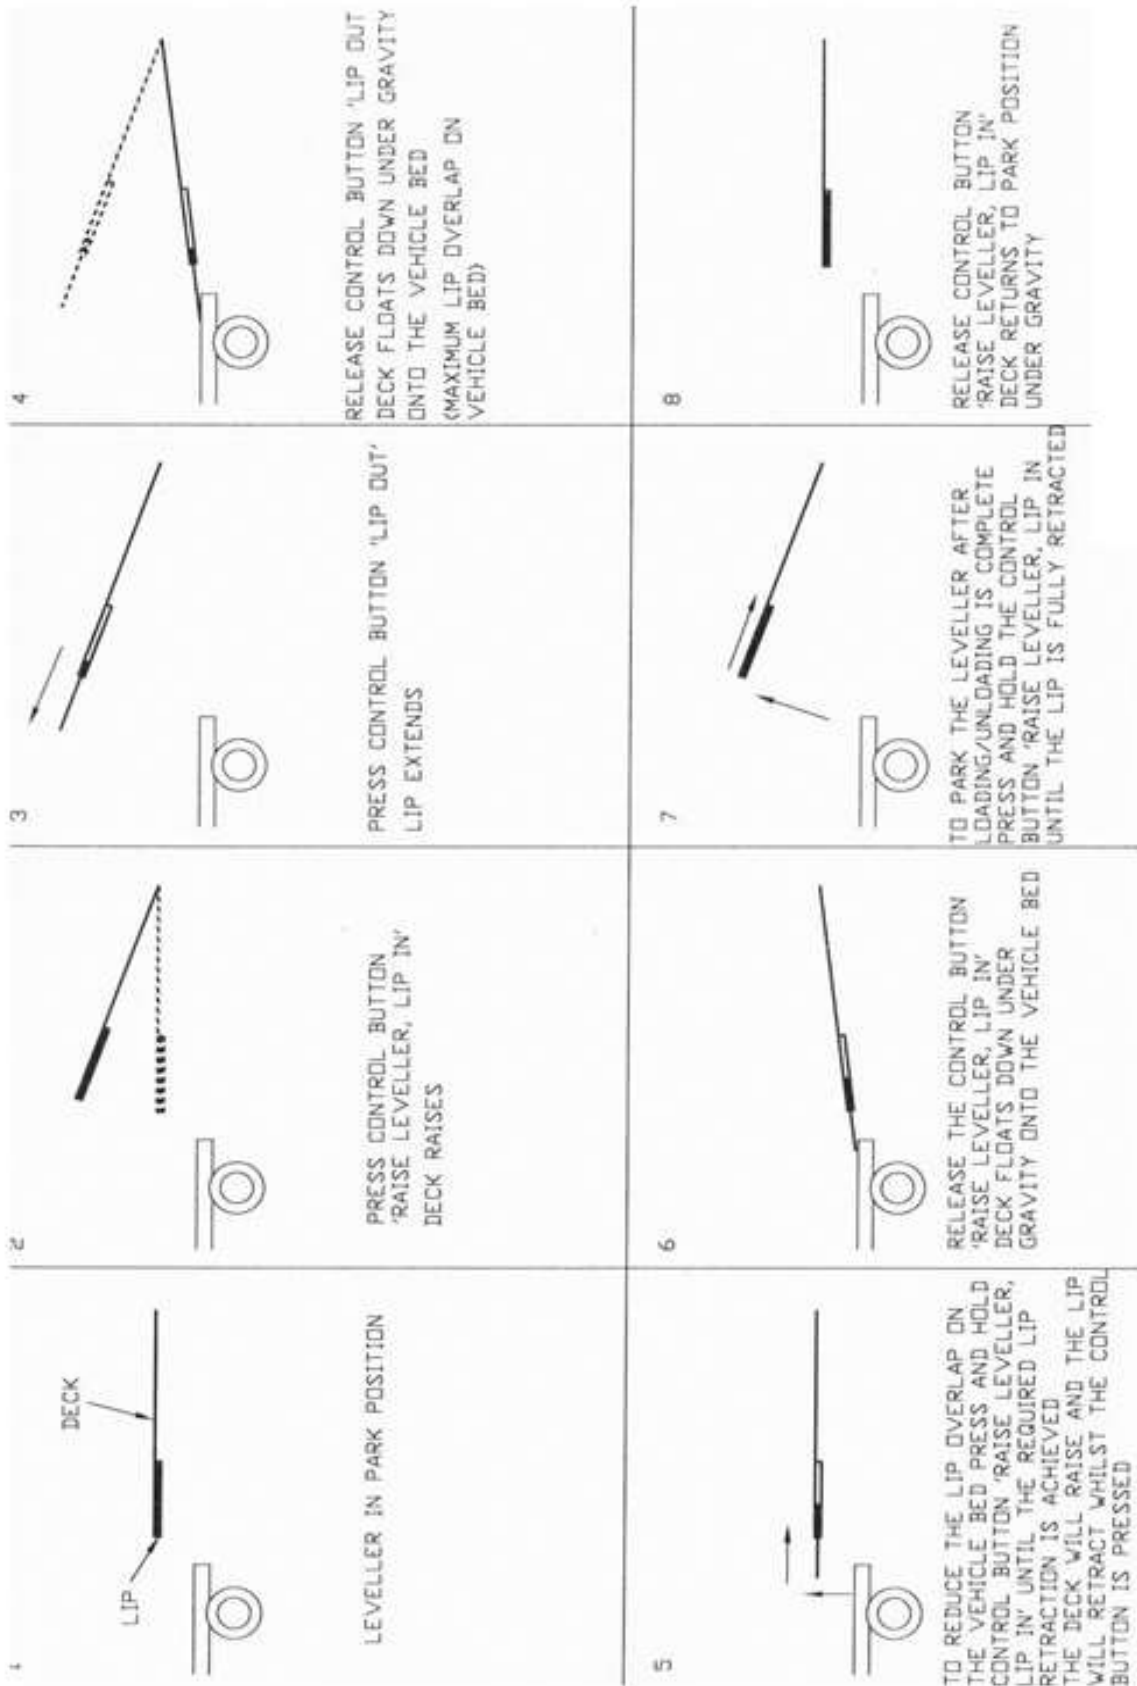 1
LIP
DECK
LEVELLER IN PARK POSITION
2
PRESS CONTROL BUTTON
'RAISE LEVELLER, LIP IN'
DECK RAISES
3
PRESS CONTROL BUTTON 'LIP OUT'
LIP EXTENDS
4
RELEASE CONTROL BUTTON 'LIP OUT
DECK FLOATS DOWN UNDER GRAVITY
ONTO THE VEHICLE BED
(MAXIMUM LIP OVERLAP ON
VEHICLE BED)
5
TO REDUCE THE LIP OVERLAP ON
THE VEHICLE BED PRESS AND HOLD
CONTROL BUTTON 'RAISE LEVELLER,
LIP IN' UNTIL THE REQUIRED LIP
RETRACTION IS ACHIEVED
THE DECK WILL RAISE AND THE LIP
WILL RETRACT WHILST THE CONTROL
BUTTON IS PRESSED
6
RELEASE THE CONTROL BUTTON
'RAISE LEVELLER, LIP IN'
DECK FLOATS DOWN UNDER
GRAVITY ONTO THE VEHICLE BED
7
TO PARK THE LEVELLER AFTER
LOADING/UNLOADING IS COMPLETE
PRESS AND HOLD THE CONTROL
BUTTON 'RAISE LEVELLER, LIP IN
UNTIL THE LIP IS FULLY RETRACTED
8
RELEASE CONTROL BUTTON
'RAISE LEVELLER, LIP IN'
DECK RETURNS TO PARK POSITION
UNDER GRAVITY